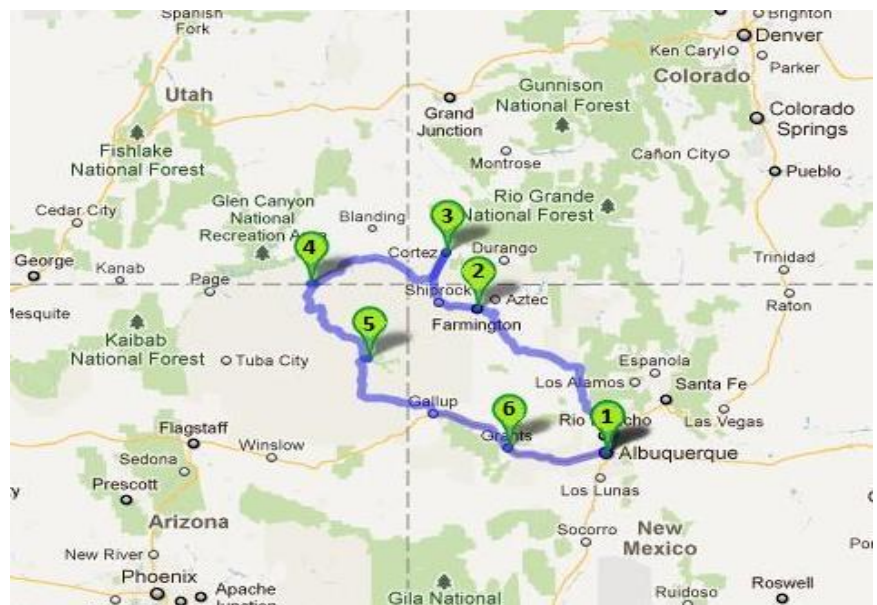 Spanish
Fork
Brighton
Denver
Ken Caryl
Parker
Colorado
Utah
Gunnison
National Forest
Grand
Junction
Colorado
Springs
Fishlake
National Forest
Montrose
Cañon City
Pueblo
Glen Canyon
National
Recreation
Rio Grande
National Forest
Cedar City
Blanding
3
4
Cortez
Durango
Trinidad
George
Kanab
Page
2
Shiprock
Aztec
Raton
Mesquite
Farmington
5
Kaibab
National Forest
Tuba City
Espanola
Los Alamos
Santa Fe
Gallup
6
1
Las Vegas
Flagstaff
Grants
Rio
cho
Winslow
Albuquerque
Sedona
Los Lunas
Prescott
Arizona
Socorro
New
Mexico
New River
Phoenix
Apache
Junction
Gila National
Ruidoso
Roswell